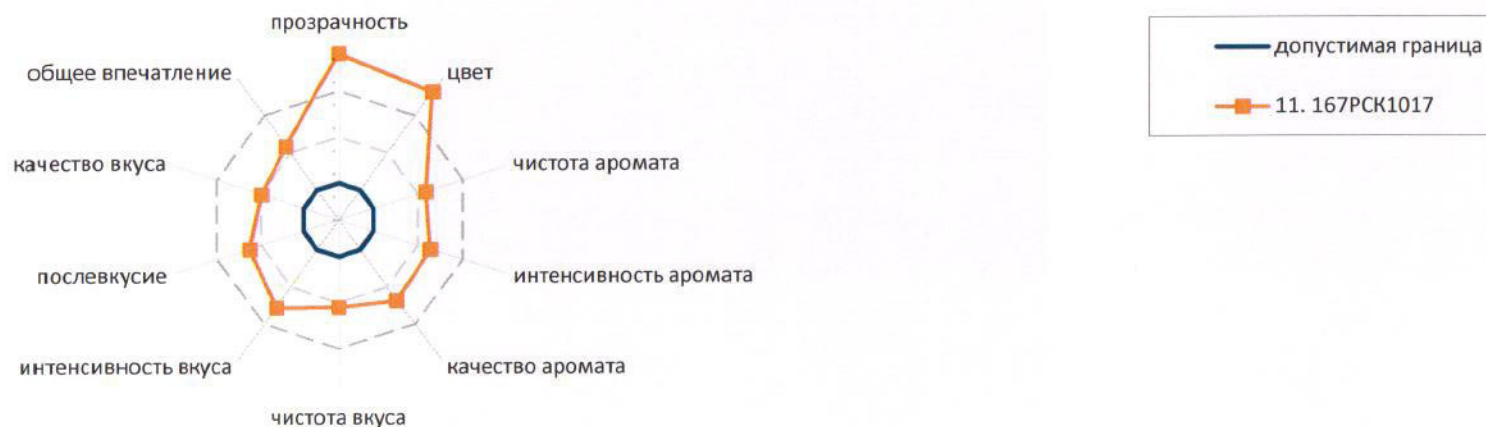 прозрачность
общее впечатление
цвет
качество вкуса
чистота аромата
послевкусие
интенсивность аромата
интенсивность вкуса
качество аромата
чистота вкуса
допустимая граница
11. 167РСК1017